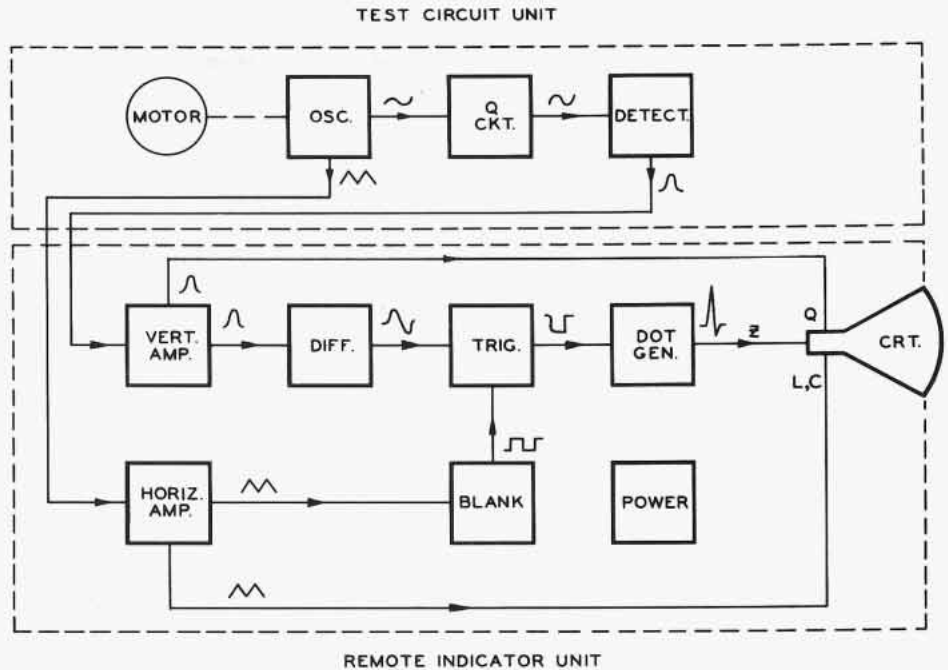 TEST CIRCUIT UNIT
MOTOR
OSC.
Q
CKT.
DETECT.
VERT.
AMP.
DIFF.
TRIG.
DOT
GEN.
Z
Q
L,C
CRT.
HORIZ.
AMP.
BLANK
POWER
REMOTE INDICATOR UNIT